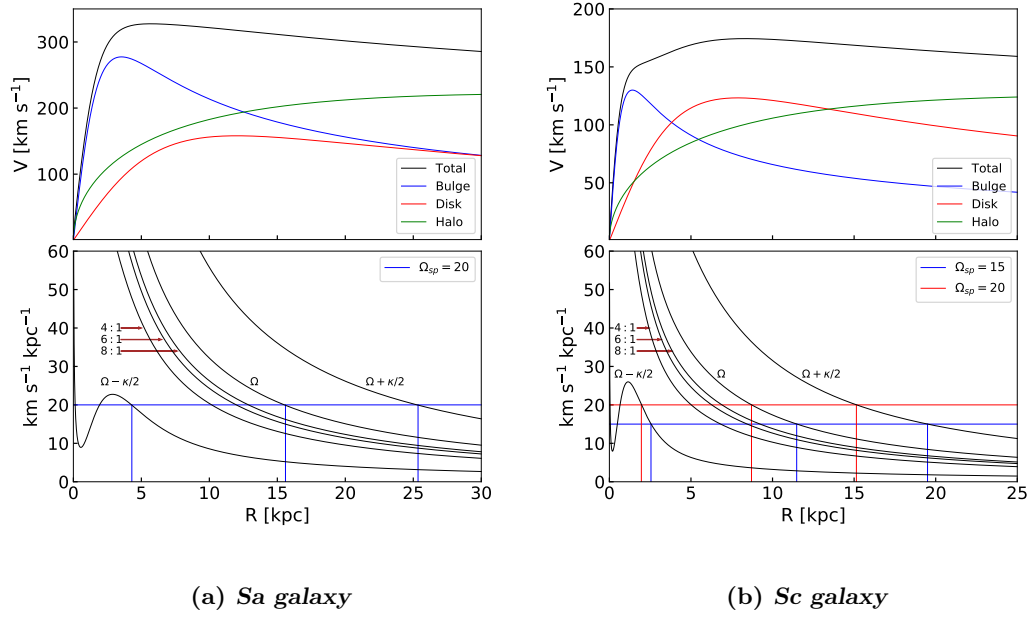 V [km s⁻¹]
300
200
100
Total
Bulge
Disk
Halo
km s⁻¹ kpc⁻¹
60
50
40
30
20
10
0
Ωsp = 20
4 : 1
6 : 1
8 : 1
Ω − κ/2
Ω
Ω + κ/2
0 5 10 15 20 25 30
R [kpc]
(a) Sa galaxy
V [km s⁻¹]
200
150
100
50
Total
Bulge
Disk
Halo
km s⁻¹ kpc⁻¹
60
50
40
30
20
10
0
Ωsp = 15
Ωsp = 20
4 : 1
6 : 1
8 : 1
Ω − κ/2
Ω
Ω + κ/2
0 5 10 15 20 25
R [kpc]
(b) Sc galaxy